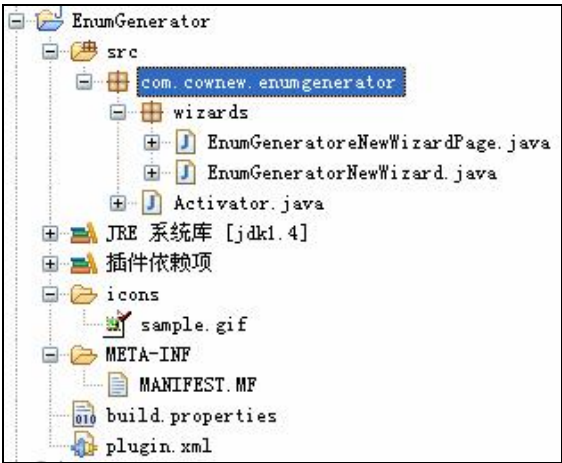 EnumGenerator
src
com.cownew.enumgenerator
wizards
EnumGeneratoreNewWizardPage.java
EnumGeneratorNewWizard.java
Activator.java
JRE 系统库 [jdk1.4]
插件依赖项
icons
sample.gif
META-INF
MANIFEST.MF
build.properties
plugin.xml